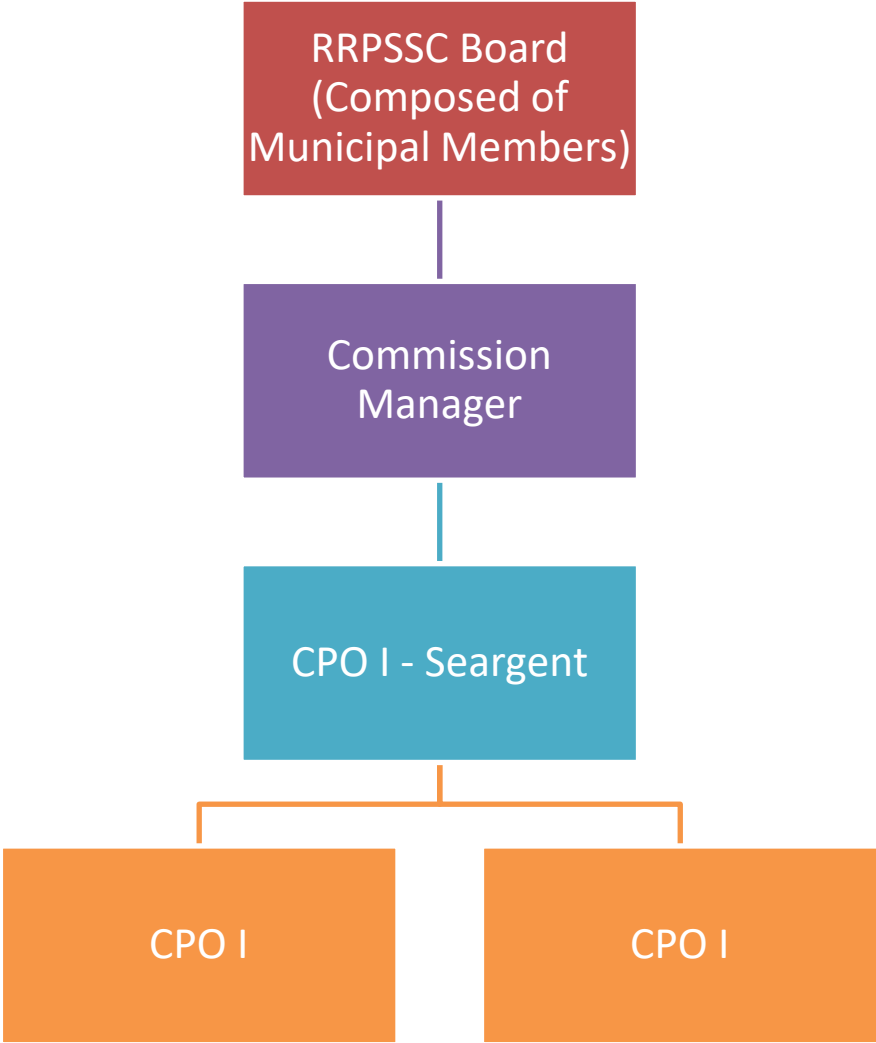 RRPSSC Board
(Composed of
Municipal Members)
Commission
Manager
CPO I - Seargent
CPO I
CPO I